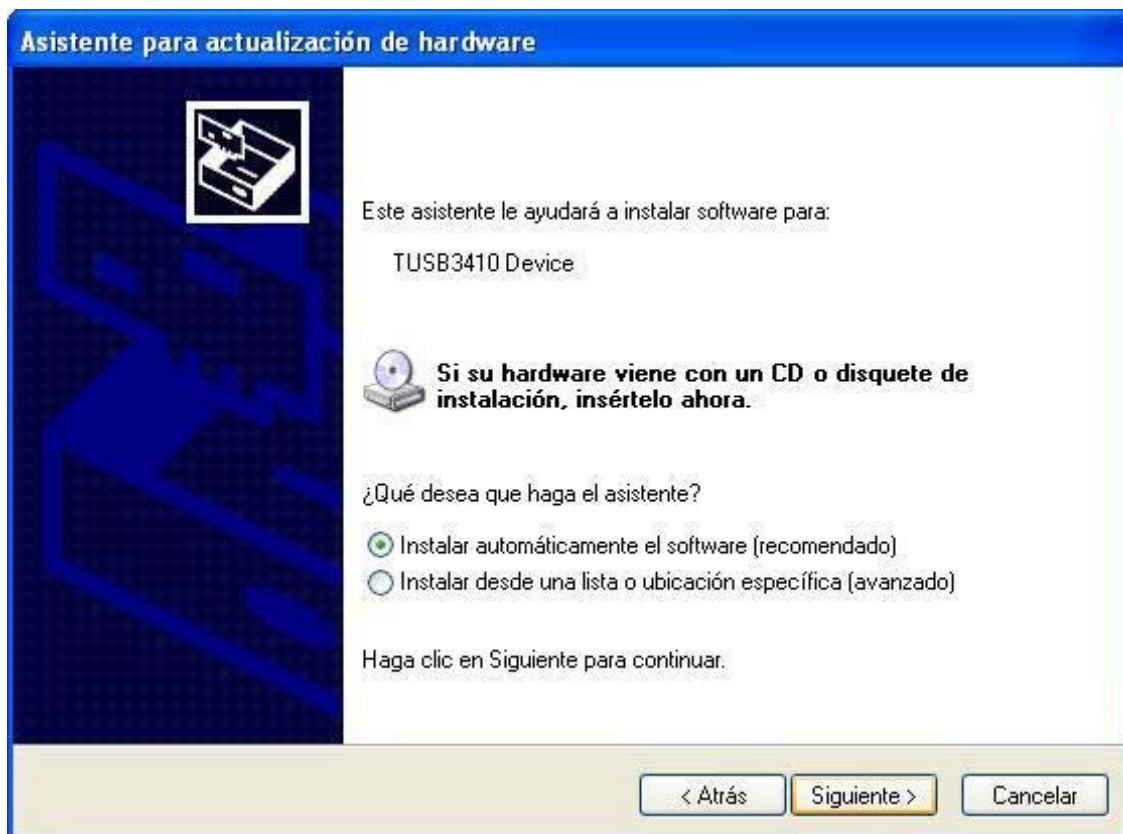 Asistente para actualización de hardware
Este asistente le ayudará a instalar software para:
TUSB3410 Device
Si su hardware viene con un CD o disquete de
instalación, insértelo ahora.
¿Qué desea que haga el asistente?
Instalar automáticamente el software (recomendado)
Instalar desde una lista o ubicación específica (avanzado)
Haga clic en Siguiente para continuar.
< Atrás
Siguiente >
Cancelar